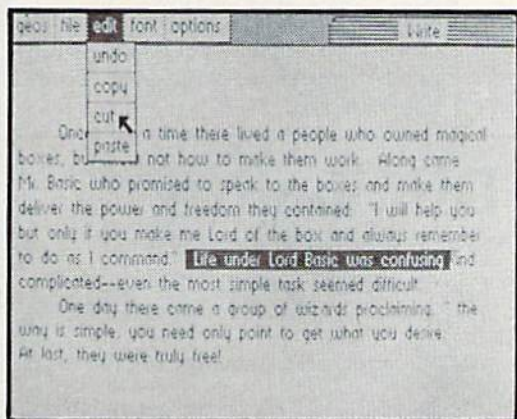 geos file edit font options Write
undo
copy
cut
paste
Once a time there lived a people who owned magical
boxes, but not how to make them work. Along came
Mr. Basic who promised to speak to the boxes and make them
deliver the power and freedom they contained. "I will help you
but only if you make me Lord of the box and always remember
to do as I command." Life under Lord Basic was confusing and
complicated--even the most simple task seemed difficult.
One day there came a group of wizards proclaiming, " the
way is simple, you need only point to get what you desire.
At last, they were truly free!